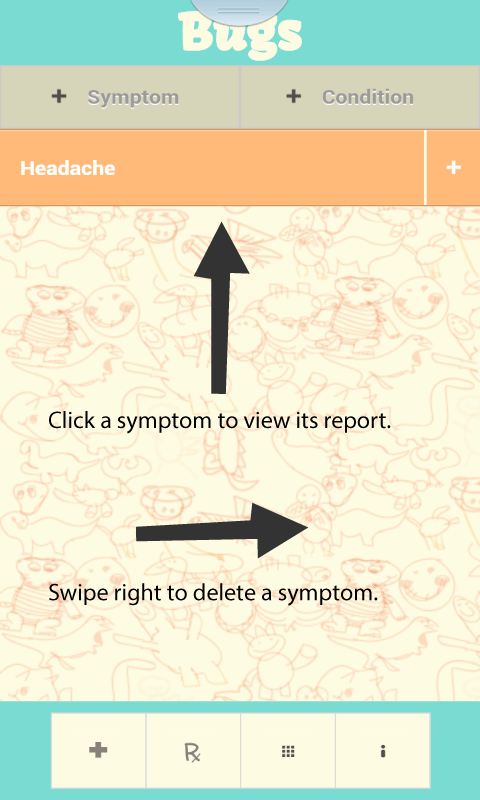 Bugs
+ Symptom
+ Condition
Headache +
Click a symptom to view its report.
Swipe right to delete a symptom.
+ ℞ i